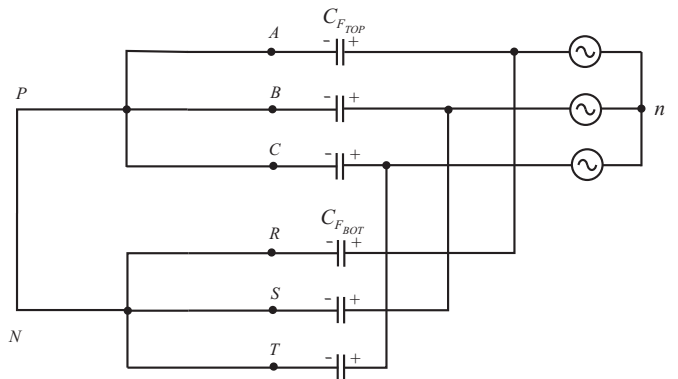 C_{F_{TOP}}
A - +
P
B - +
n
C - +
C_{F_{BOT}}
R - +
S - +
N
T - +